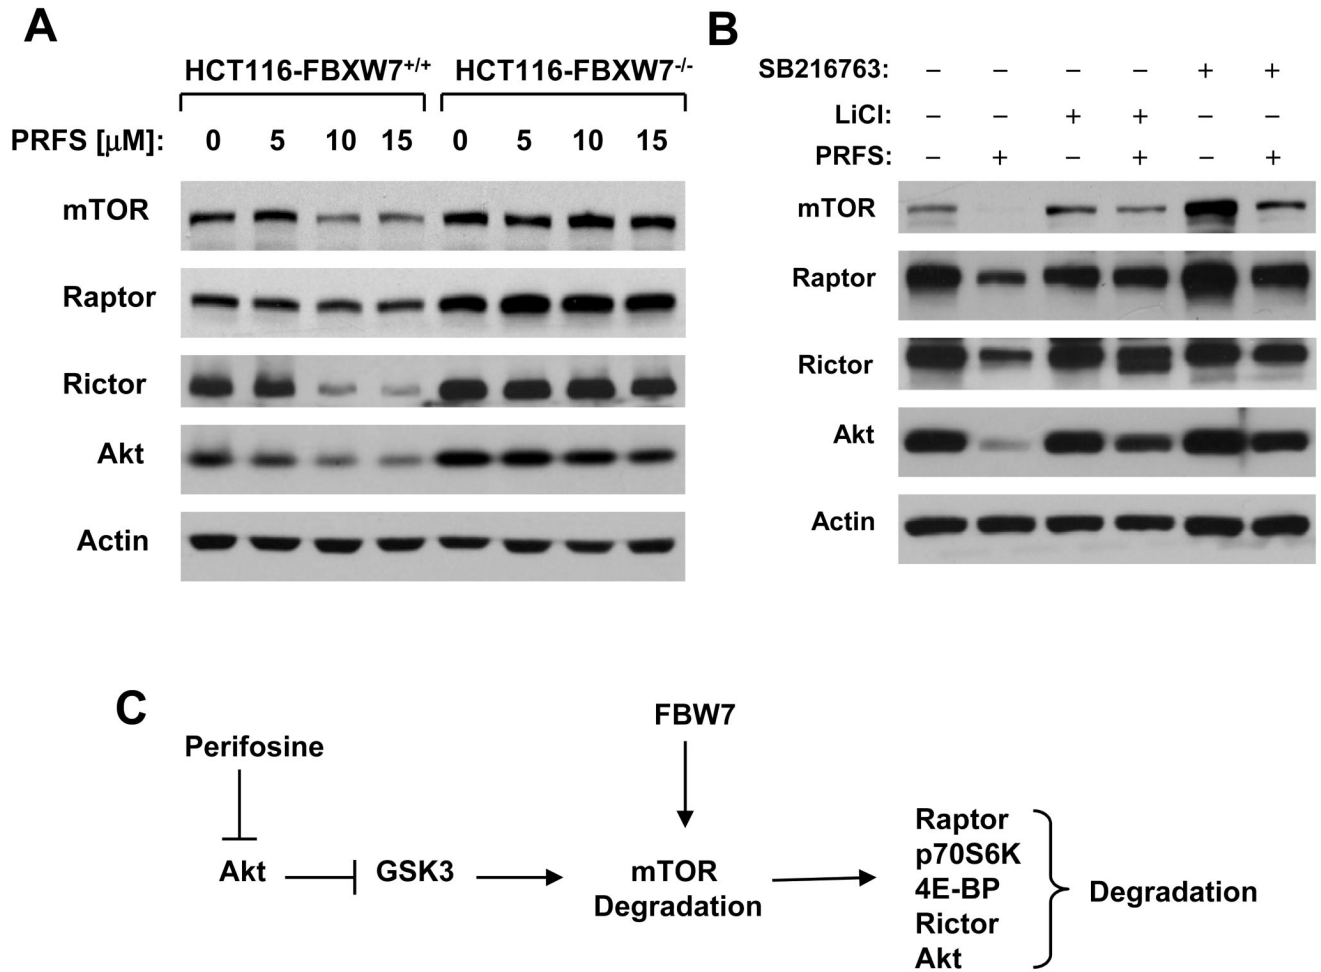 A
HCT116-FBXW7+/+ HCT116-FBXW7-/-
PRFS [µM]: 0 5 10 15 0 5 10 15
mTOR
Raptor
Rictor
Akt
Actin
B
SB216763: – – – – + +
LiCl: – – + + – –
PRFS: – + – + – +
mTOR
Raptor
Rictor
Akt
Actin
C
FBW7
Perifosine
Akt GSK3 mTOR
Degradation
Raptor
p70S6K
4E-BP
Rictor
Akt
Degradation